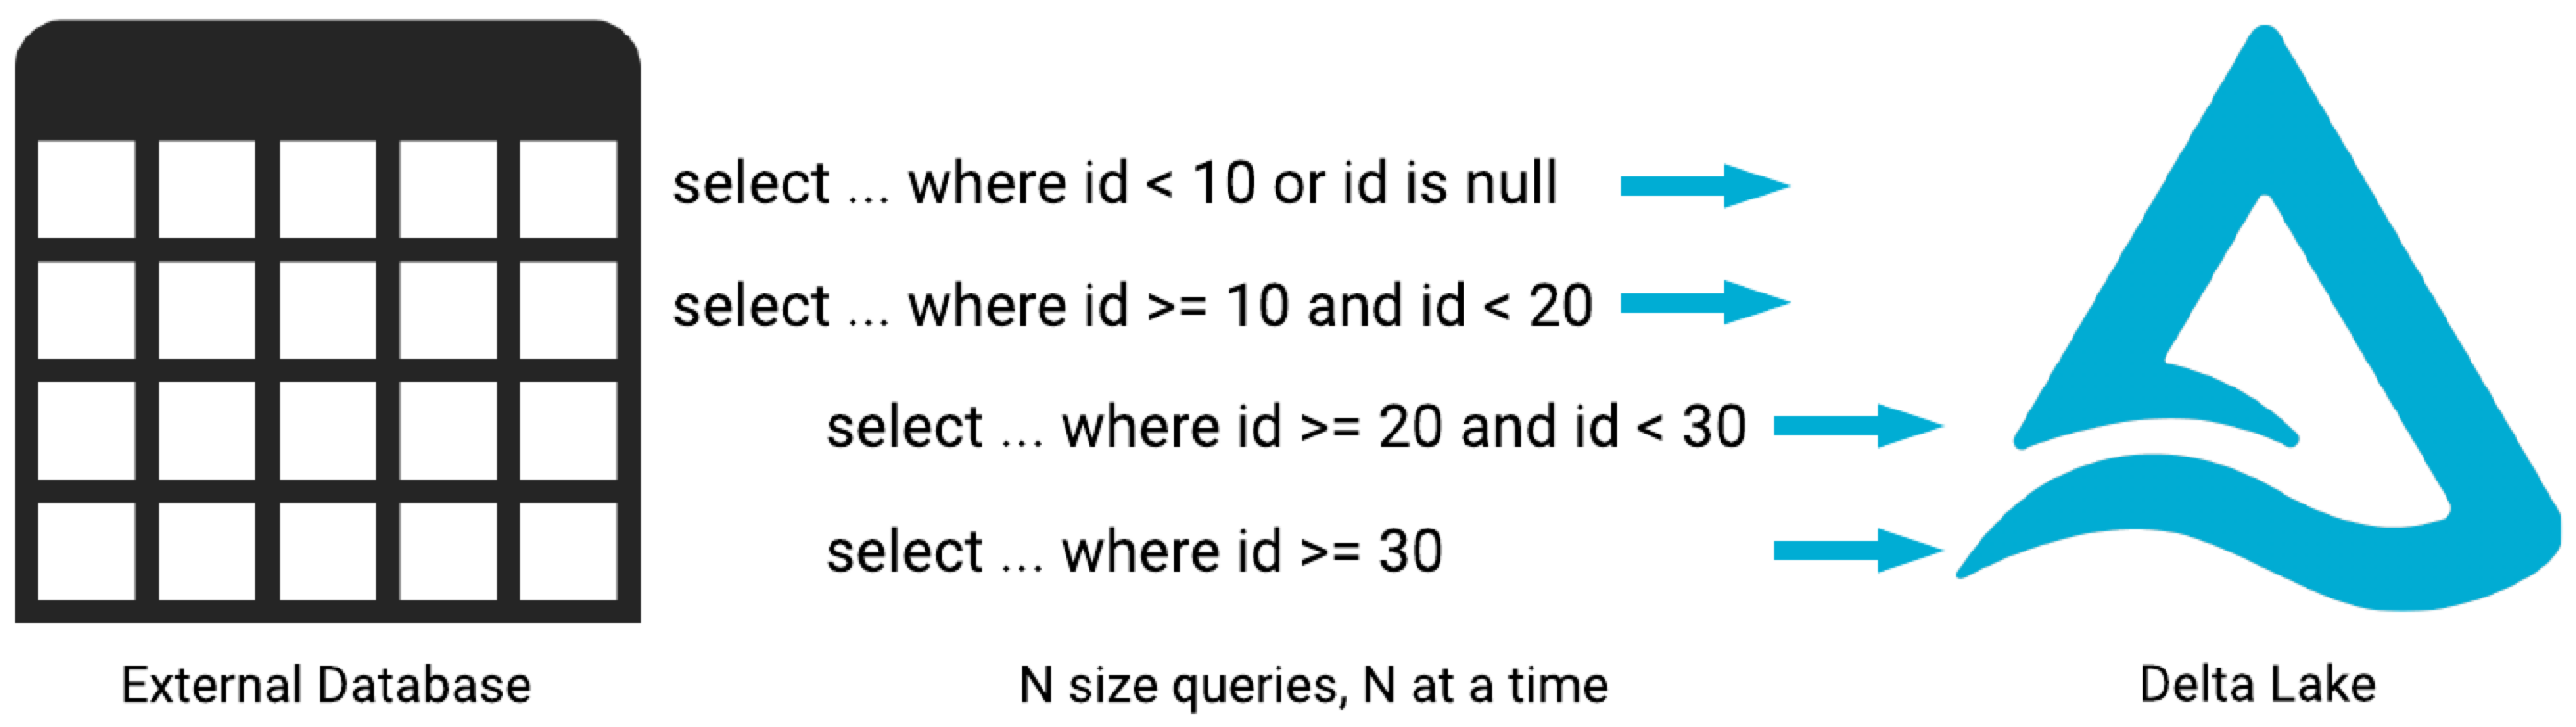 select ... where id < 10 or id is null
select ... where id >= 10 and id < 20
select ... where id >= 20 and id < 30
select ... where id >= 30
External Database
N size queries, N at a time
Delta Lake